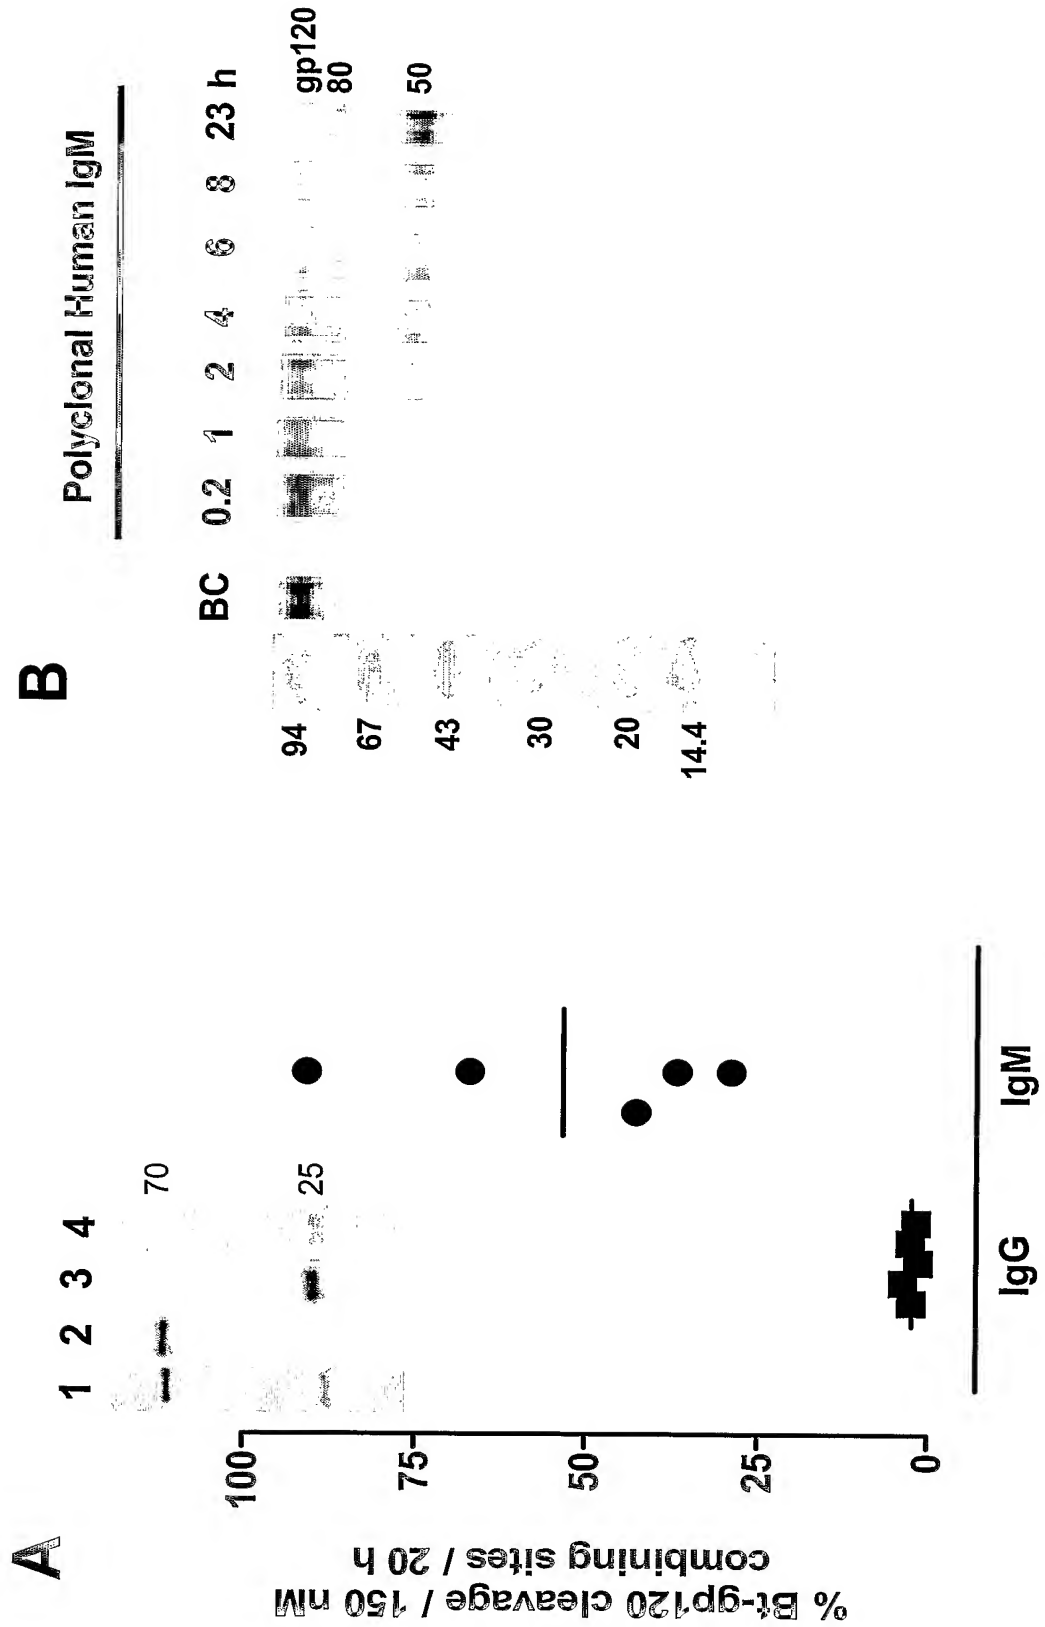 A
% Bt-gp120 cleavage / 150 nM
combining sites / 20 h
1 2 3 4
70
25
100
75
50
25
0
IgG IgM
B
Polyclonal Human IgM
BC 0.2 1 2 4 6 8 23 h
gp120
80
50
94
67
43
30
20
14.4